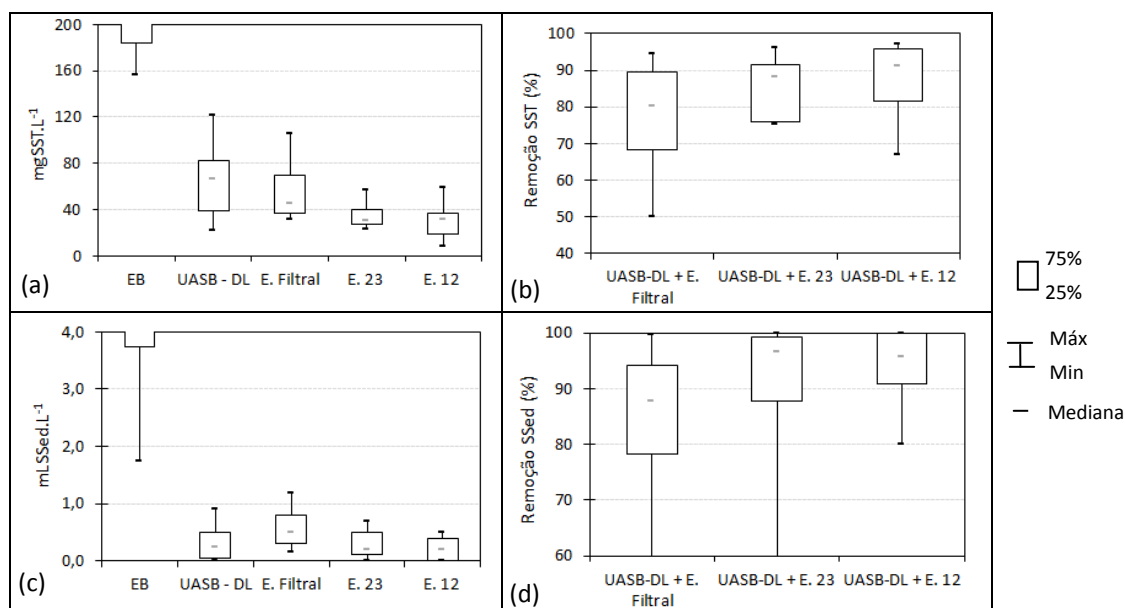 200
160
120
80
40
0
mgSST.L-1
EB
UASB - DL
E. Filtral
E. 23
E. 12
(a)
100
90
80
70
60
50
40
Remoção SST (%)
UASB-DL + E.
Filtral
UASB-DL + E. 23
UASB-DL + E. 12
(b)
75%
25%
Máx
Min
Mediana
4,0
3,0
2,0
1,0
0,0
mLSSed.L-1
EB
UASB - DL
E. Filtral
E. 23
E. 12
(c)
100
90
80
70
60
Remoção SSed (%)
UASB-DL + E.
Filtral
UASB-DL + E. 23
UASB-DL + E. 12
(d)